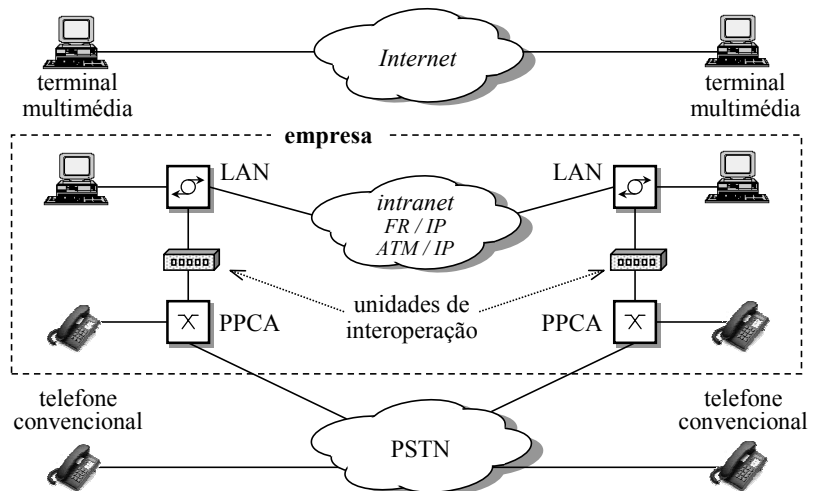 Internet
terminal
multimédia
terminal
multimédia
empresa
LAN
LAN
intranet
FR / IP
ATM / IP
unidades de
interoperação
PPCA
PPCA
telefone
convencional
telefone
convencional
PSTN